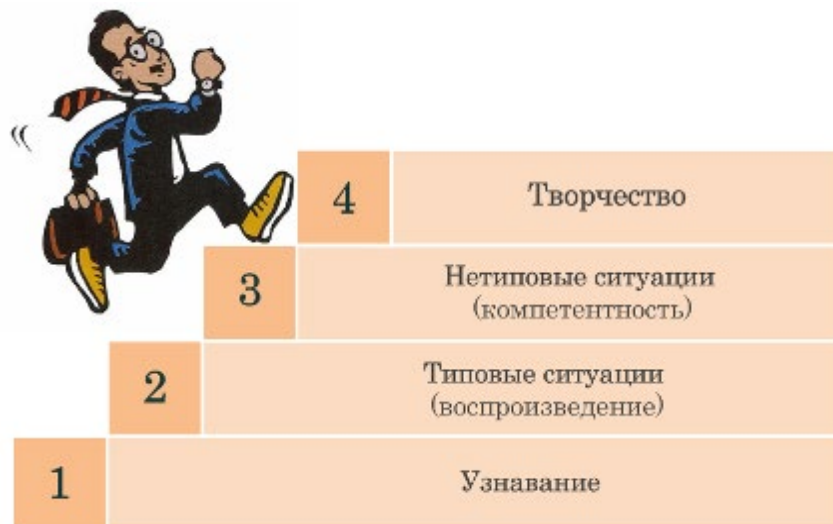 4 Творчество
3 Нетиповые ситуации
(компетентность)
2 Типовые ситуации
(воспроизведение)
1 Узнавание